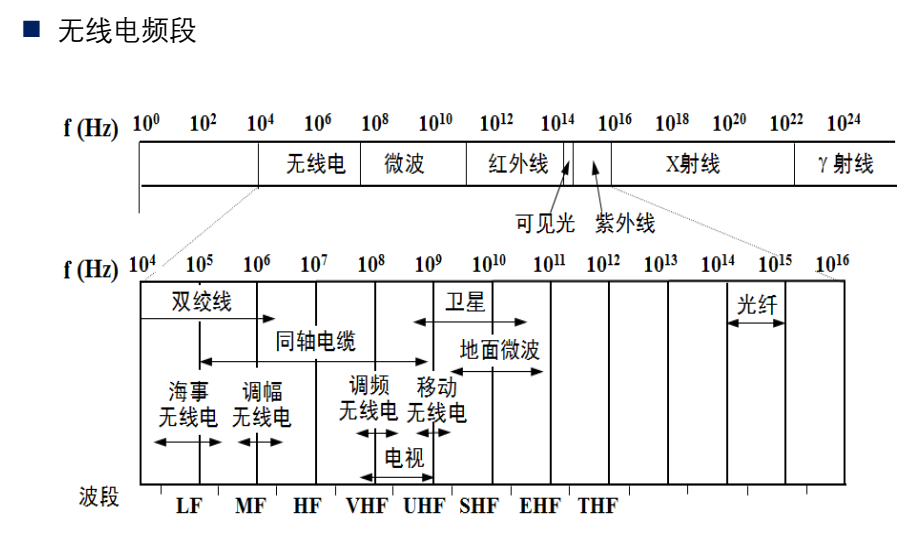 无线电频段
f (Hz) 10⁰ 10² 10⁴ 10⁶ 10⁸ 10¹⁰ 10¹² 10¹⁴ 10¹⁶ 10¹⁸ 10²⁰ 10²² 10²⁴
无线电 微波 红外线 X射线 γ射线
可见光 紫外线
f (Hz) 10⁴ 10⁵ 10⁶ 10⁷ 10⁸ 10⁹ 10¹⁰ 10¹¹ 10¹² 10¹³ 10¹⁴ 10¹⁵ 10¹⁶
双绞线 卫星 光纤
同轴电缆 地面微波
海事 调幅 调频 移动
无线电 无线电 无线电 无线电
电视
波段 LF MF HF VHF UHF SHF EHF THF